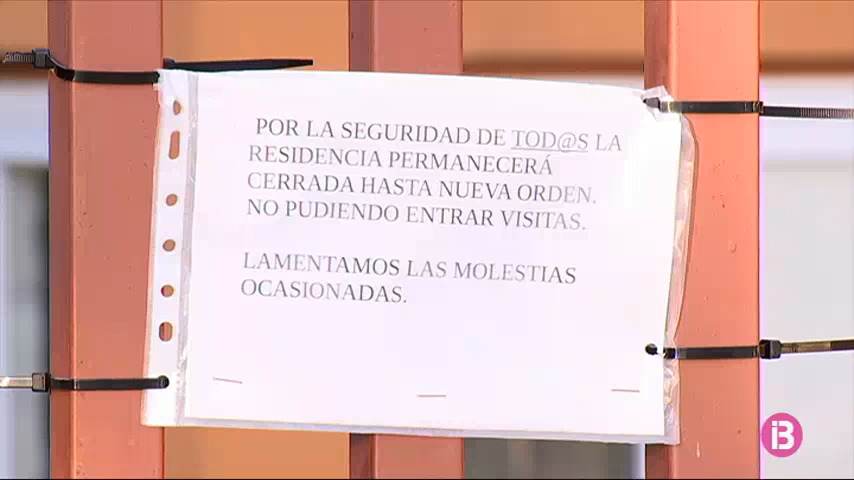 POR LA SEGURIDAD DE TOD@S LA
RESIDENCIA PERMANECERÁ
CERRADA HASTA NUEVA ORDEN.
NO PUDIENDO ENTRAR VISITAS.
LAMENTAMOS LAS MOLESTIAS
OCASIONADAS.
IB